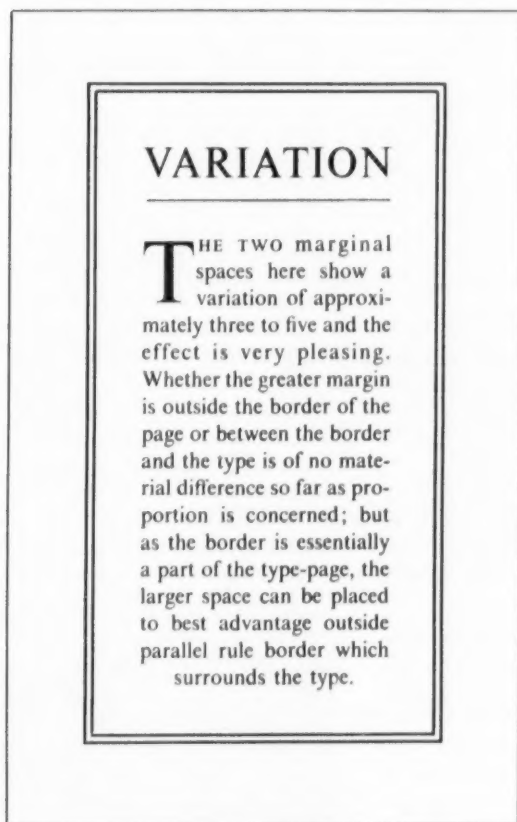 VARIATION
THE TWO marginal
spaces here show a
variation of approxi-
mately three to five and the
effect is very pleasing.
Whether the greater margin
is outside the border of the
page or between the border
and the type is of no mate-
rial difference so far as pro-
portion is concerned; but
as the border is essentially
a part of the type-page, the
larger space can be placed
to best advantage outside
parallel rule border which
surrounds the type.